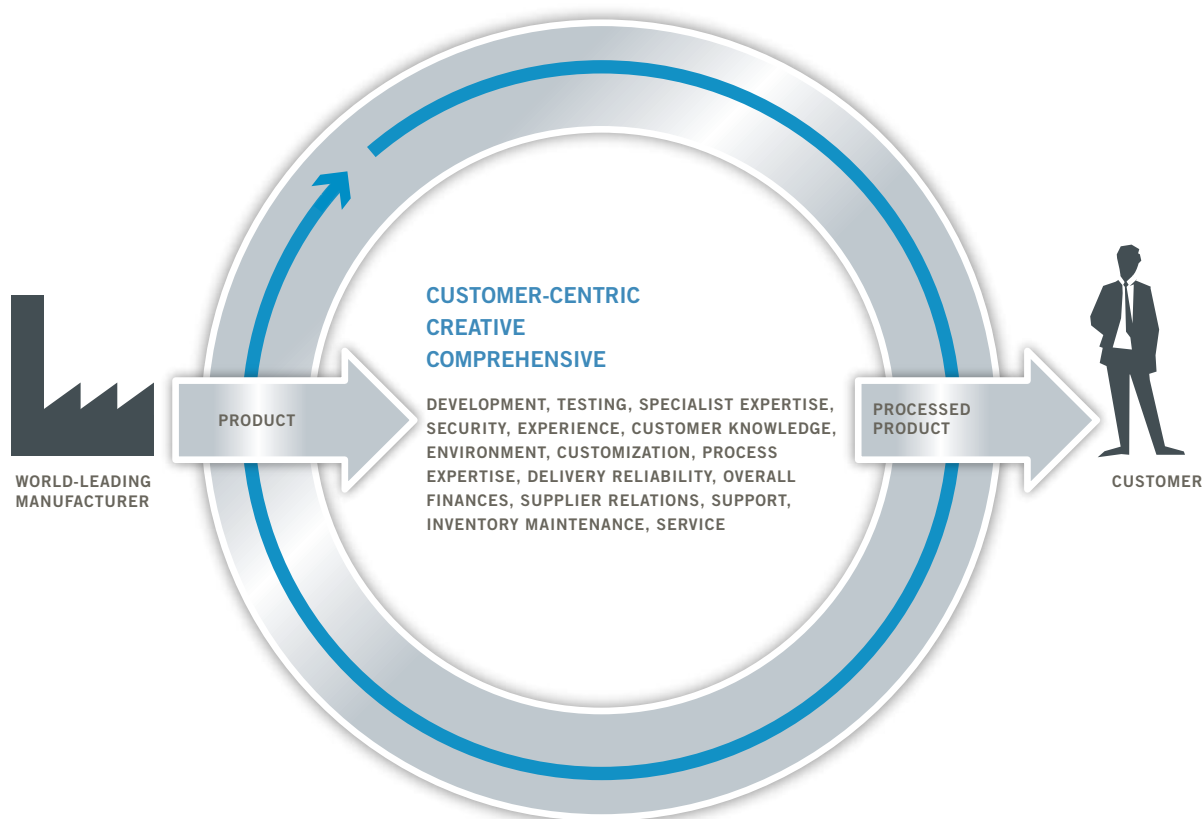 CUSTOMER-CENTRIC
CREATIVE
COMPREHENSIVE
DEVELOPMENT, TESTING, SPECIALIST EXPERTISE,
SECURITY, EXPERIENCE, CUSTOMER KNOWLEDGE,
ENVIRONMENT, CUSTOMIZATION, PROCESS
EXPERTISE, DELIVERY RELIABILITY, OVERALL
FINANCES, SUPPLIER RELATIONS, SUPPORT,
INVENTORY MAINTENANCE, SERVICE
PRODUCT
PROCESSED
PRODUCT
WORLD-LEADING
MANUFACTURER
CUSTOMER